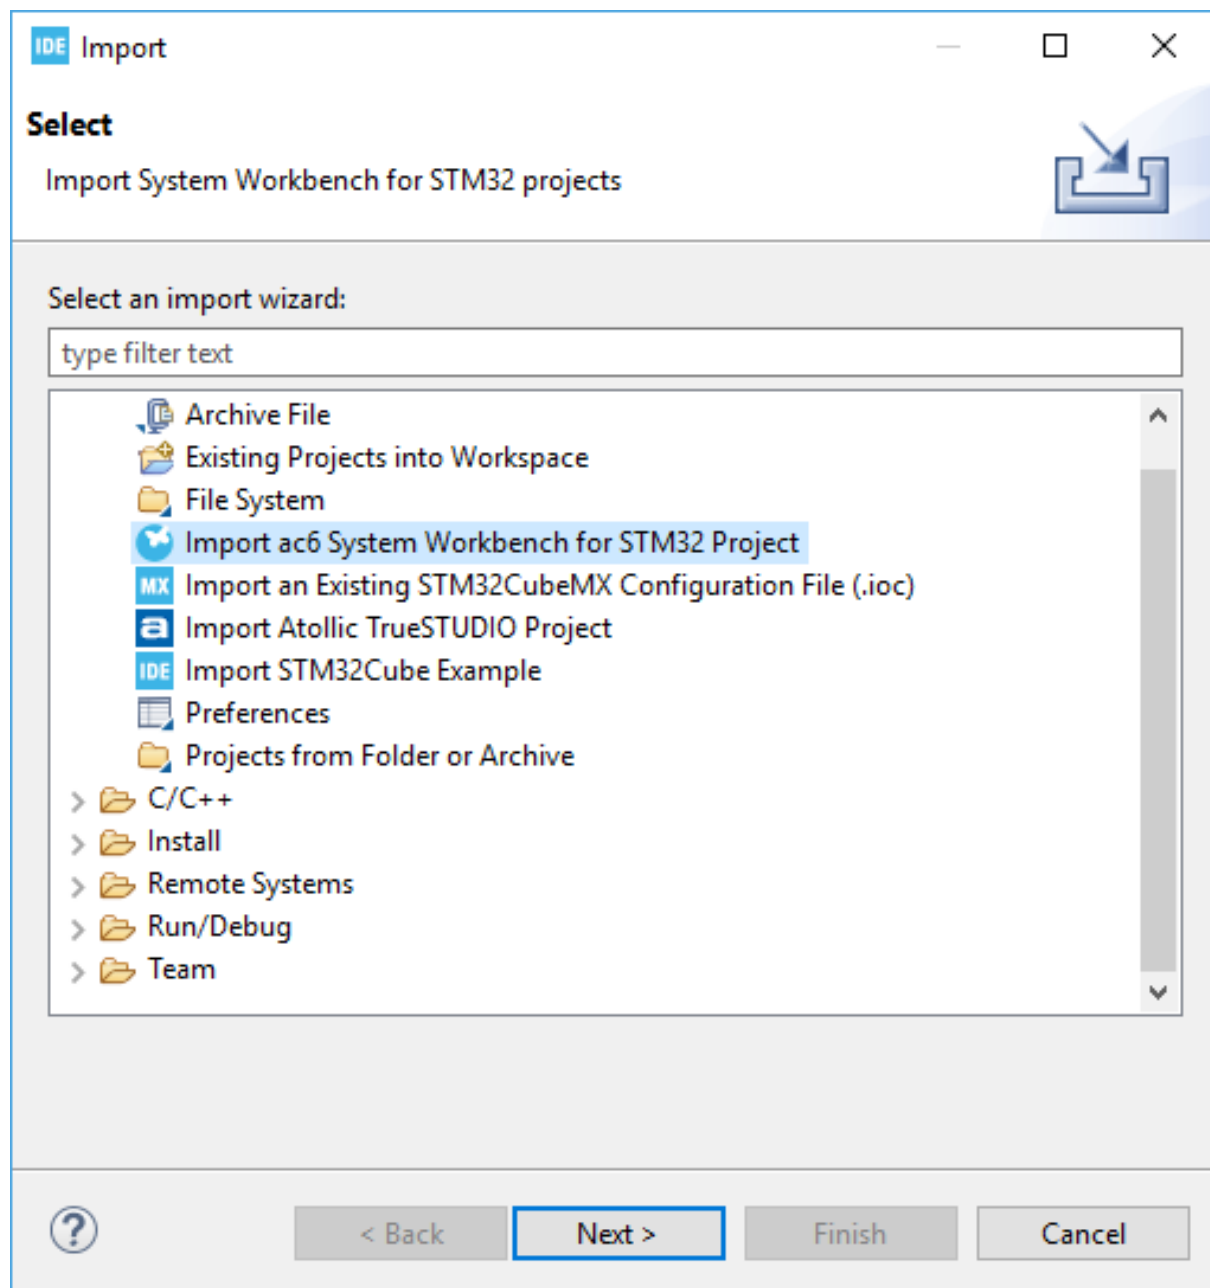 IDE Import
Select
Import System Workbench for STM32 projects
Select an import wizard:
type filter text
Archive File
Existing Projects into Workspace
File System
Import ac6 System Workbench for STM32 Project
MX Import an Existing STM32CubeMX Configuration File (.ioc)
a Import Atollic TrueSTUDIO Project
IDE Import STM32Cube Example
Preferences
Projects from Folder or Archive
C/C++
Install
Remote Systems
Run/Debug
Team
? < Back Next > Finish Cancel